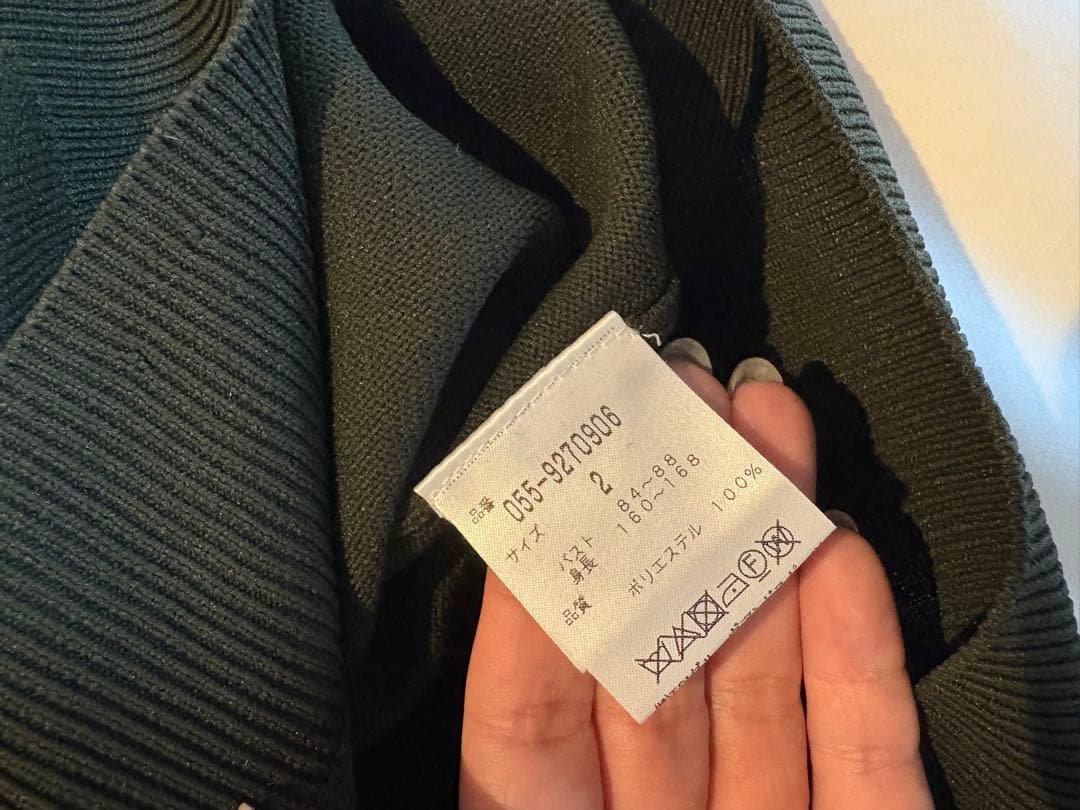 品番 055-9270906
サイズ 2
バスト 84~88
身長 160~168
品質 ポリエステル 100%
F W